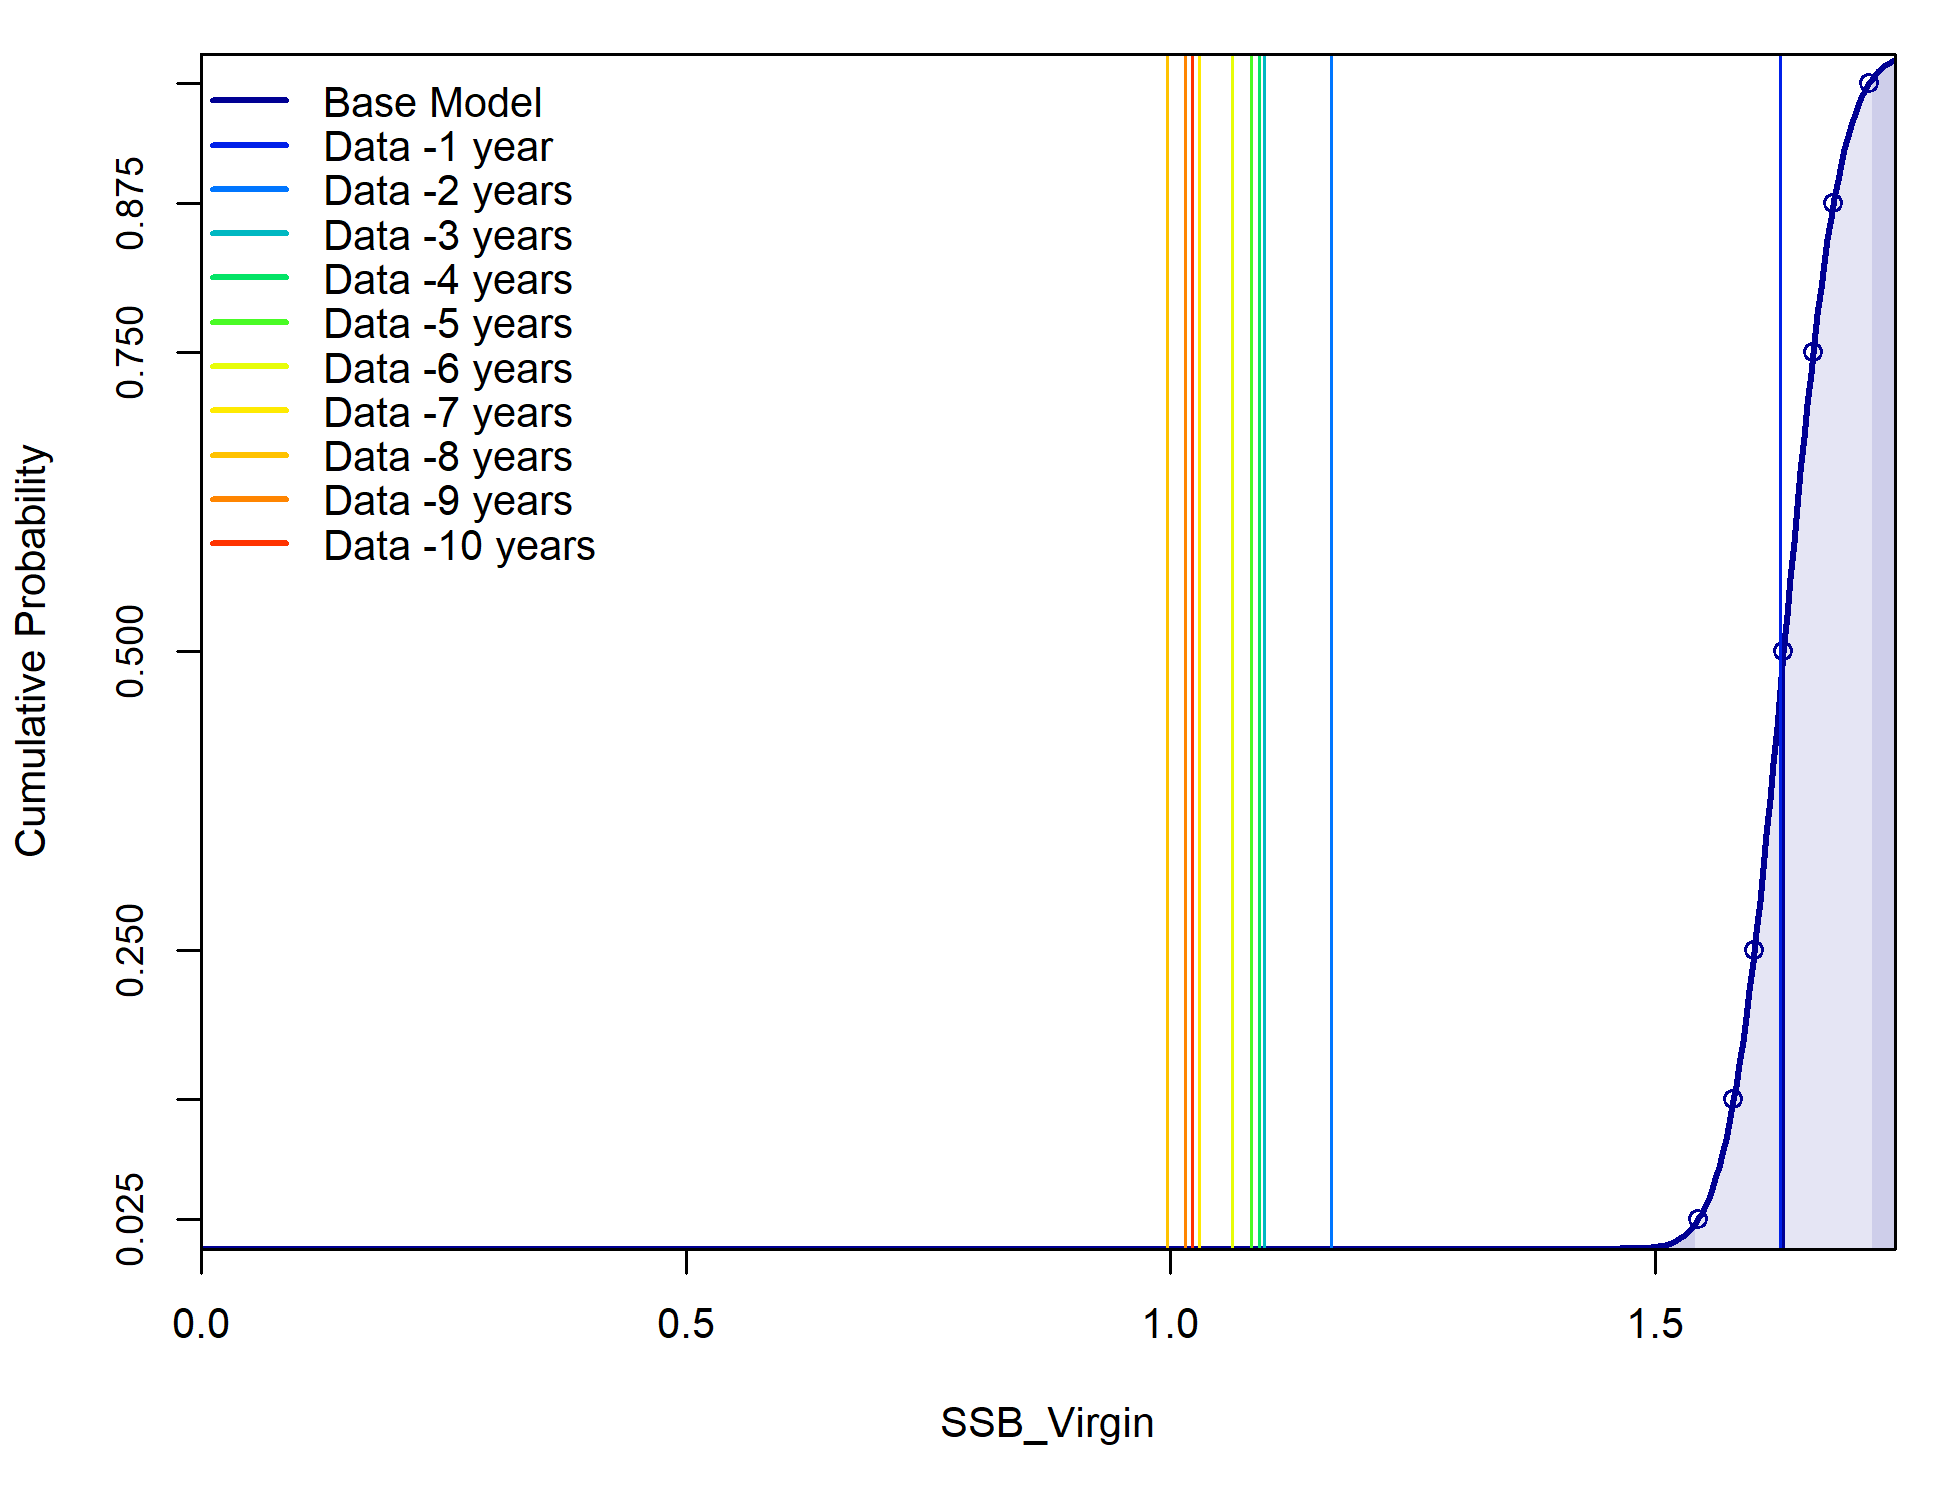 Base Model
Data -1 year
Data -2 years
Data -3 years
Data -4 years
Data -5 years
Data -6 years
Data -7 years
Data -8 years
Data -9 years
Data -10 years
Cumulative Probability
0.875
0.750
0.500
0.250
0.025
0.0 0.5 1.0 1.5
SSB_Virgin